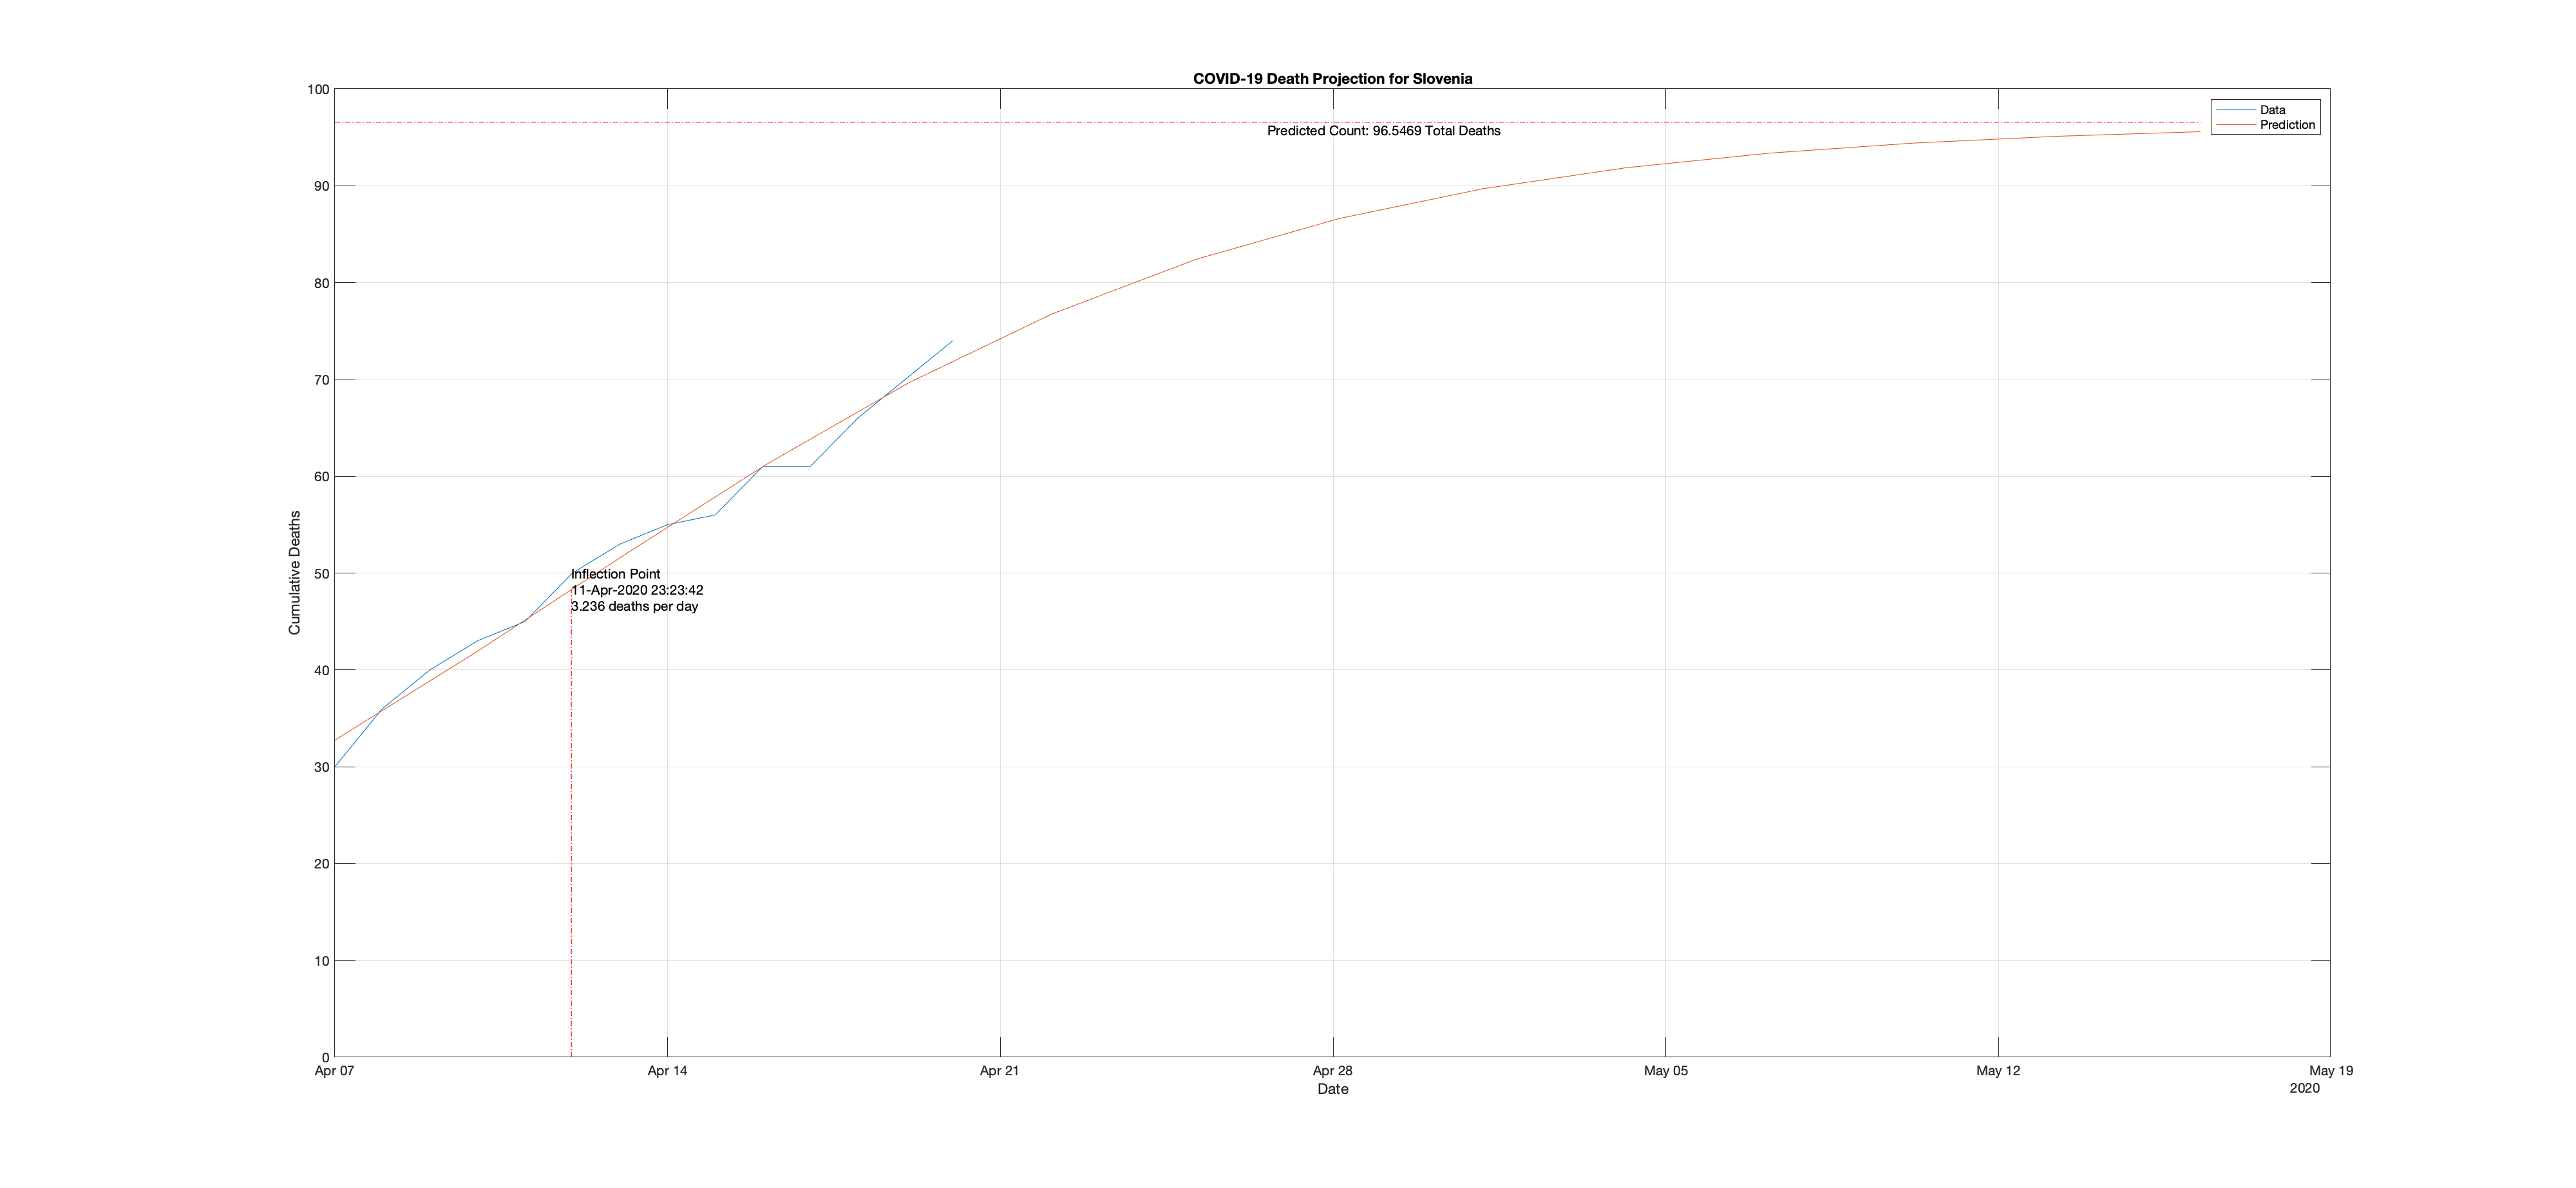 COVID-19 Death Projection for Slovenia
100
90
80
70
60
50
40
30
20
10
0
Cumulative Deaths
Data
Prediction
Predicted Count: 96.5469 Total Deaths
Inflection Point
11-Apr-2020 23:23:42
3.236 deaths per day
Apr 07
Apr 14
Apr 21
Apr 28
May 05
May 12
May 19
Date
2020